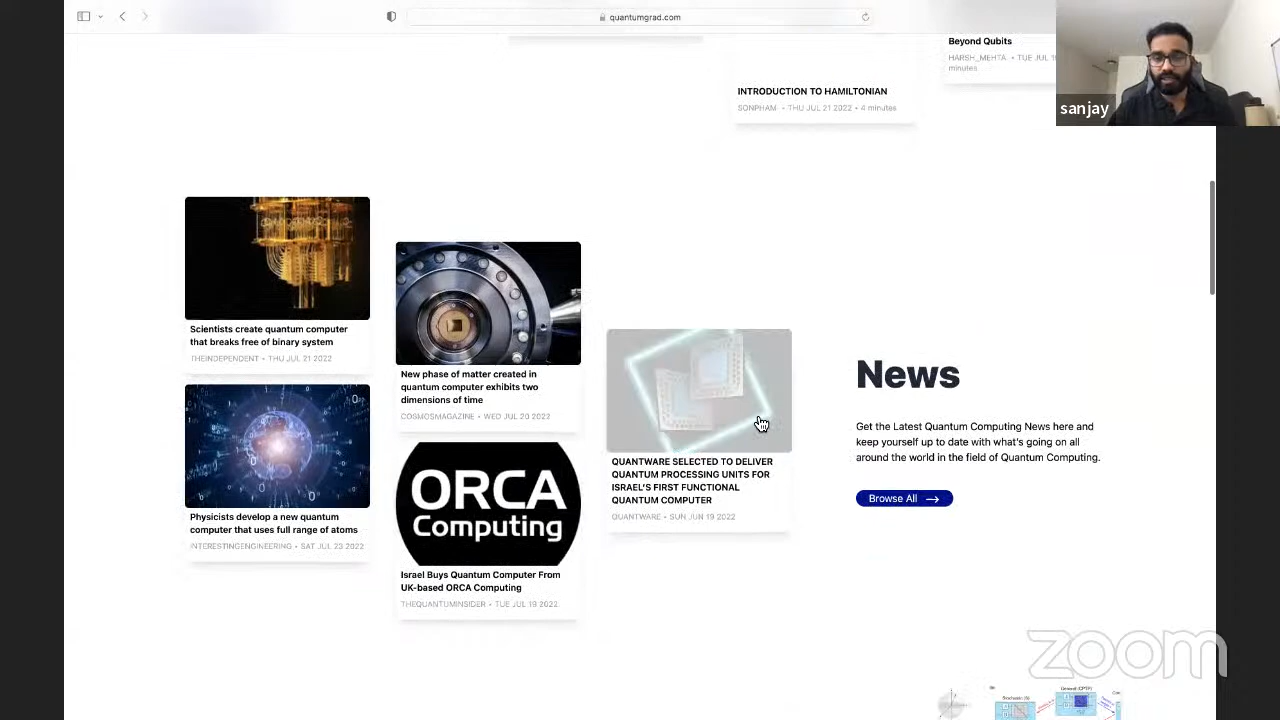 quantumgrad.com
Beyond Qubits
HARSH_MEHTA • TUE JUL
minutes
sanjay
INTRODUCTION TO HAMILTONIAN
SONPHAM • THU JUL 21 2022 • 4 minutes
Scientists create quantum computer
that breaks free of binary system
THEINDEPENDENT • THU JUL 21 2022
New phase of matter created in
quantum computer exhibits two
dimensions of time
COSMOSMAGAZINE • WED JUL 20 2022
QUANTWARE SELECTED TO DELIVER
QUANTUM PROCESSING UNITS FOR
ISRAEL'S FIRST FUNCTIONAL
QUANTUM COMPUTER
QUANTWARE • SUN JUN 19 2022
News
Get the Latest Quantum Computing News here and
keep yourself up to date with what's going on all
around the world in the field of Quantum Computing.
Browse All →
Physicists develop a new quantum
computer that uses full range of atoms
INTERESTINGENGINEERING • SAT JUL 23 2022
ORCA
Computing
Israel Buys Quantum Computer From
UK-based ORCA Computing
THEQUANTUMINSIDER • TUE JUL 19 2022
zoom